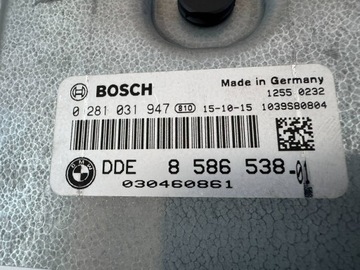 BOSCH
Made in Germany
1255 0232
0 281 031 947 810 15-10-15 1039S80804
BMW
DDE 8 586 538-01
030460861